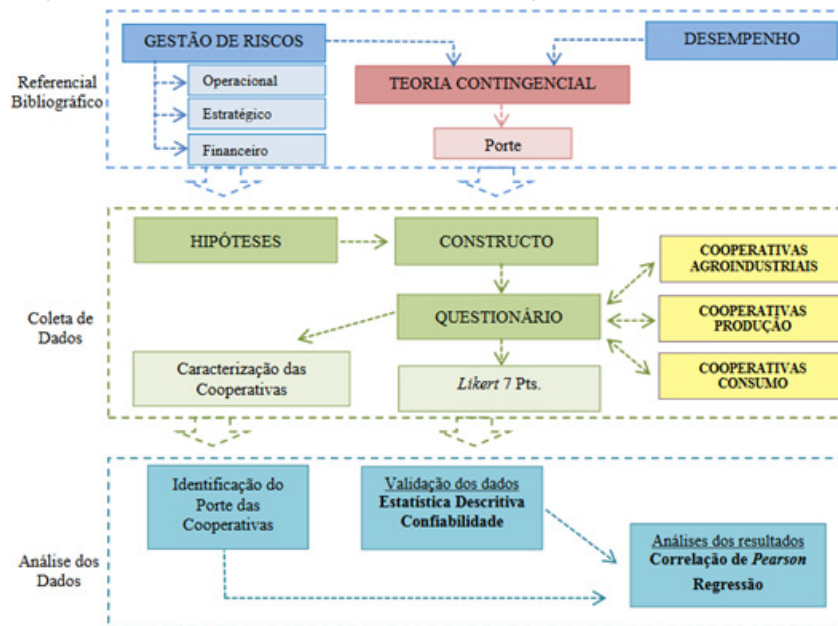 GESTÃO DE RISCOS
DESEMPENHO
Operacional
Estratégico
Financeiro
TEORIA CONTINGENCIAL
Porte
Referencial
Bibliográfico
HIPÓTESES
CONSTRUCTO
QUESTIONÁRIO
COOPERATIVAS
AGROINDUSTRIAIS
COOPERATIVAS
PRODUÇÃO
COOPERATIVAS
CONSUMO
Coleta de
Dados
Caracterização das
Cooperativas
Likert 7 Pts.
Identificação do
Porte das
Cooperativas
Validação dos dados
Estatística Descritiva
Confiabilidade
Análises dos resultados
Correlação de Pearson
Regressão
Análise dos
Dados